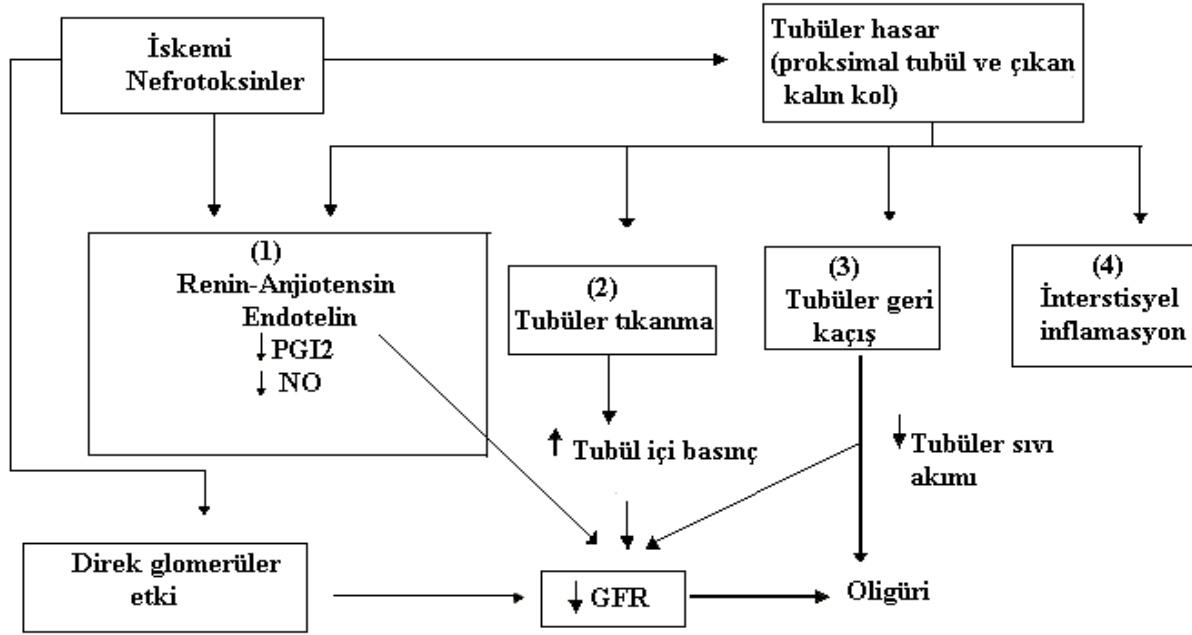 İskemi
Nefrotoksinler
Tubüler hasar
(proksimal tubül ve çıkan
kalın kol)
(1)
Renin-Anjiotensin
Endotelin
↓ PGI2
↓ NO
(2)
Tubüler tıkanma
(3)
Tubüler geri
kaçış
(4)
İnterstisyel
inflamasyon
↑ Tubül içi basınç
↓ Tubüler sıvı
akımı
Direk glomerüler
etki
↓ GFR
Oligüri